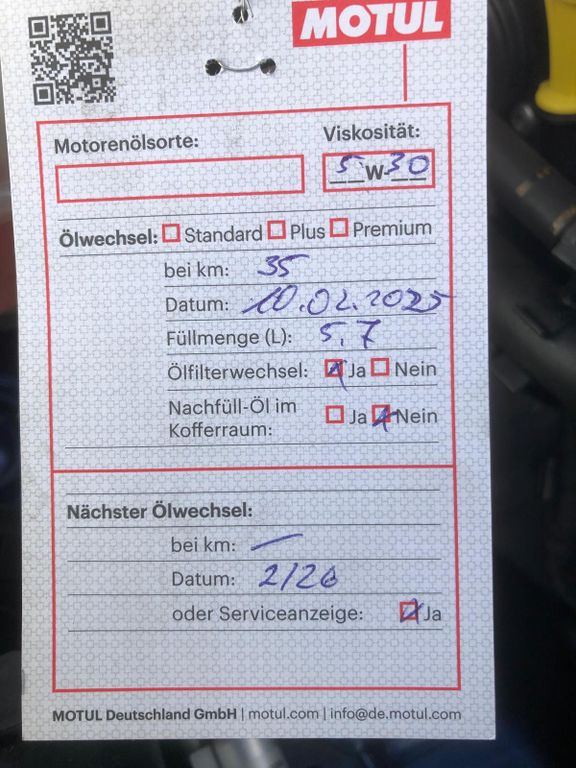 MOTUL
Motorenölsorte:
Viskosität:
5 W 30
Ölwechsel: Standard Plus Premium
bei km: 35
Datum: 10.02.2025
Füllmenge (L): 5,7
Ölfilterwechsel: Ja Nein
Nachfüll-Öl im
Kofferraum: Ja Nein
Nächster Ölwechsel:
bei km: —
Datum: 2/26
oder Serviceanzeige: Ja
MOTUL Deutschland GmbH | motul.com | info@de.motul.com